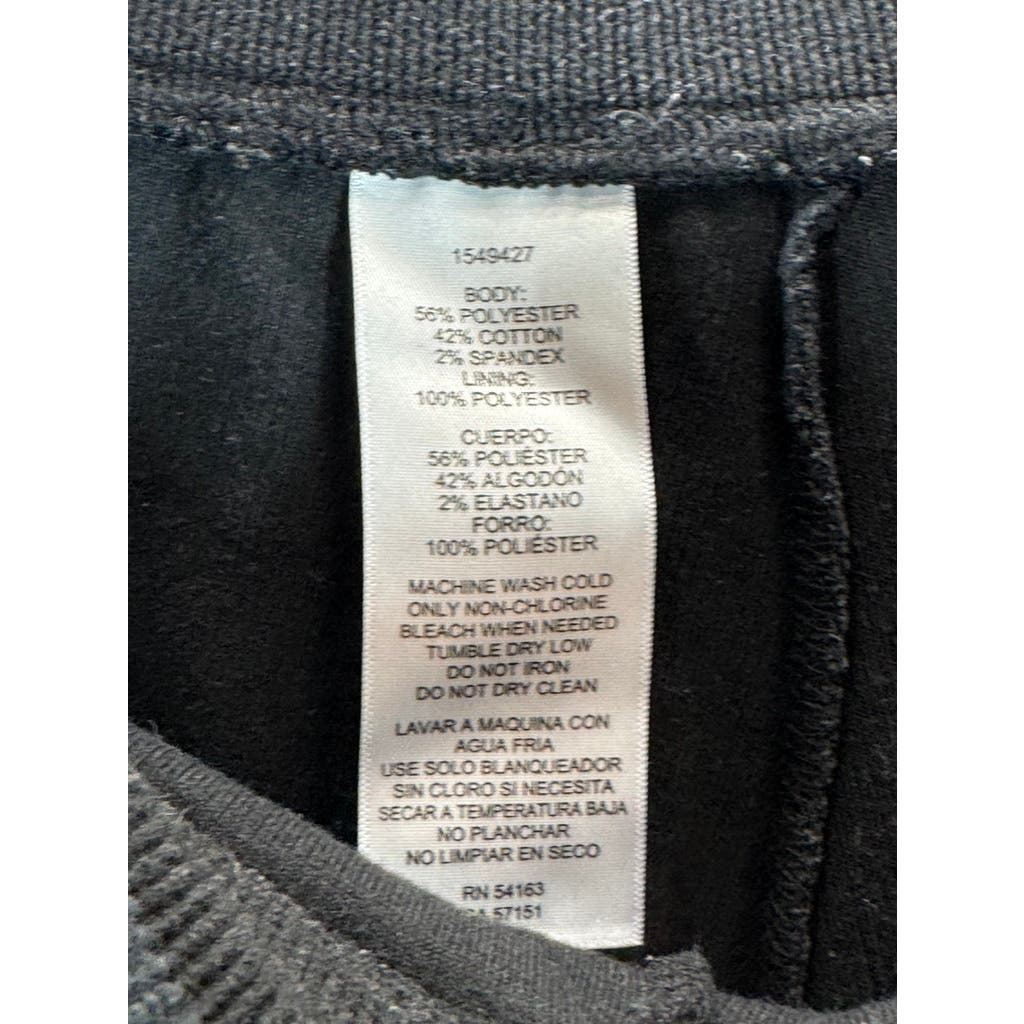 1549427
BODY:
56% POLYESTER
42% COTTON
2% SPANDEX
LINING:
100% POLYESTER
CUERPO:
56% POLIÉSTER
42% ALGODÓN
2% ELASTANO
FORRO:
100% POLIÉSTER
MACHINE WASH COLD
ONLY NON-CHLORINE
BLEACH WHEN NEEDED
TUMBLE DRY LOW
DO NOT IRON
DO NOT DRY CLEAN
LAVAR A MAQUINA CON
AGUA FRIA
USE SOLO BLANQUEADOR
SIN CLORO SI NECESITA
SECAR A TEMPERATURA BAJA
NO PLANCHAR
NO LIMPIAR EN SECO
RN 54163
57151